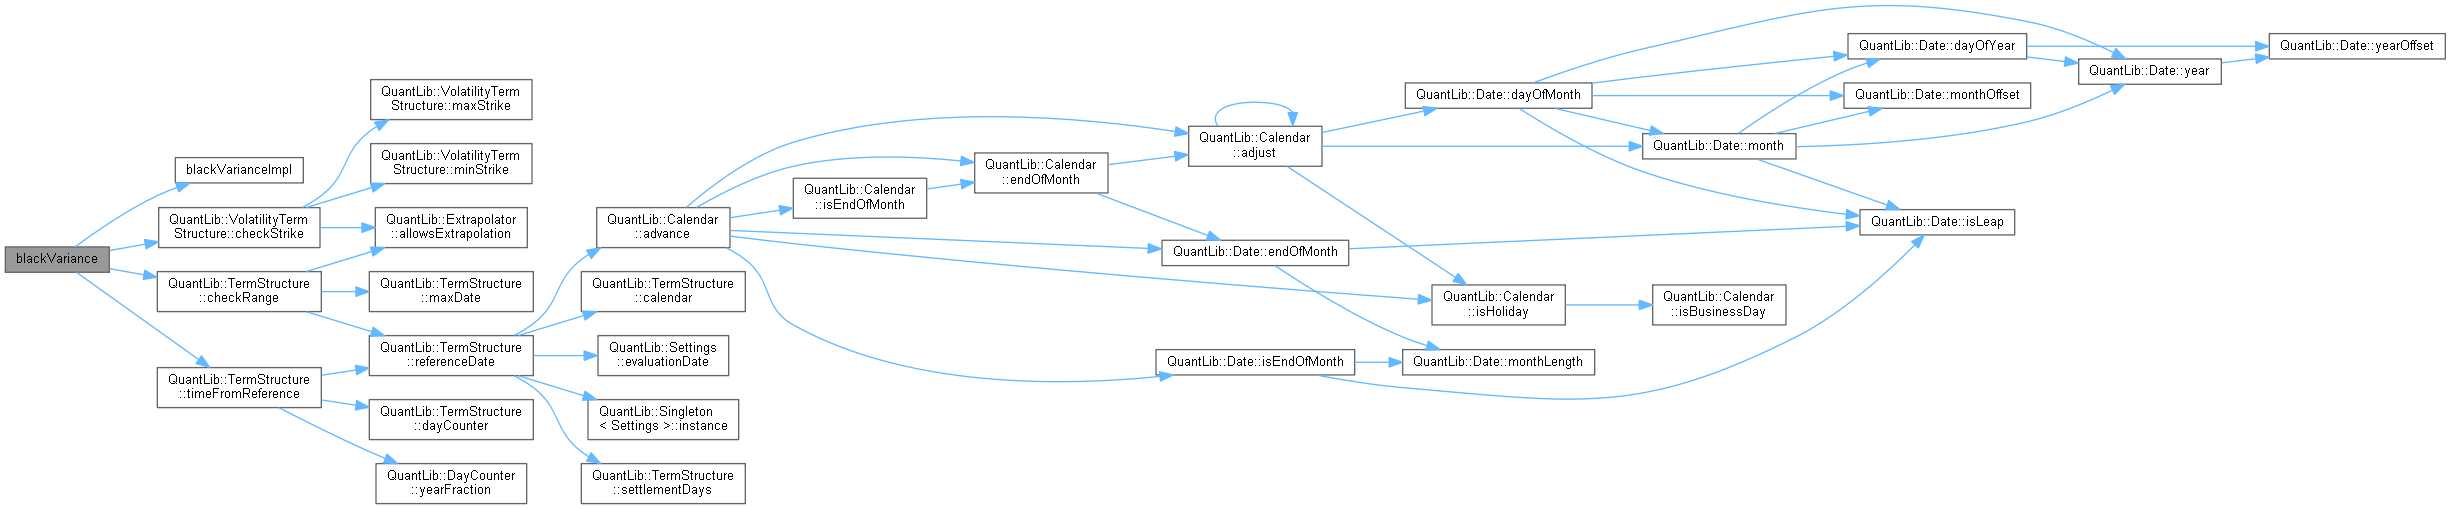 blackVariance
blackVarianceImpl
QuantLib::VolatilityTerm
Structure::checkStrike
QuantLib::TermStructure
::checkRange
QuantLib::TermStructure
::timeFromReference
QuantLib::VolatilityTerm
Structure::maxStrike
QuantLib::VolatilityTerm
Structure::minStrike
QuantLib::Extrapolator
::allowsExtrapolation
QuantLib::TermStructure
::maxDate
QuantLib::TermStructure
::referenceDate
QuantLib::TermStructure
::dayCounter
QuantLib::DayCounter
::yearFraction
QuantLib::Calendar
::advance
QuantLib::TermStructure
::calendar
QuantLib::Settings
::evaluationDate
QuantLib::Singleton
< Settings >::instance
QuantLib::TermStructure
::settlementDays
QuantLib::Calendar
::isEndOfMonth
QuantLib::Calendar
::endOfMonth
QuantLib::Calendar
::adjust
QuantLib::Date::endOfMonth
QuantLib::Date::isEndOfMonth
QuantLib::Date::dayOfMonth
QuantLib::Calendar
::isHoliday
QuantLib::Date::monthLength
QuantLib::Date::month
QuantLib::Calendar
::isBusinessDay
QuantLib::Date::dayOfYear
QuantLib::Date::monthOffset
QuantLib::Date::isLeap
QuantLib::Date::year
QuantLib::Date::yearOffset